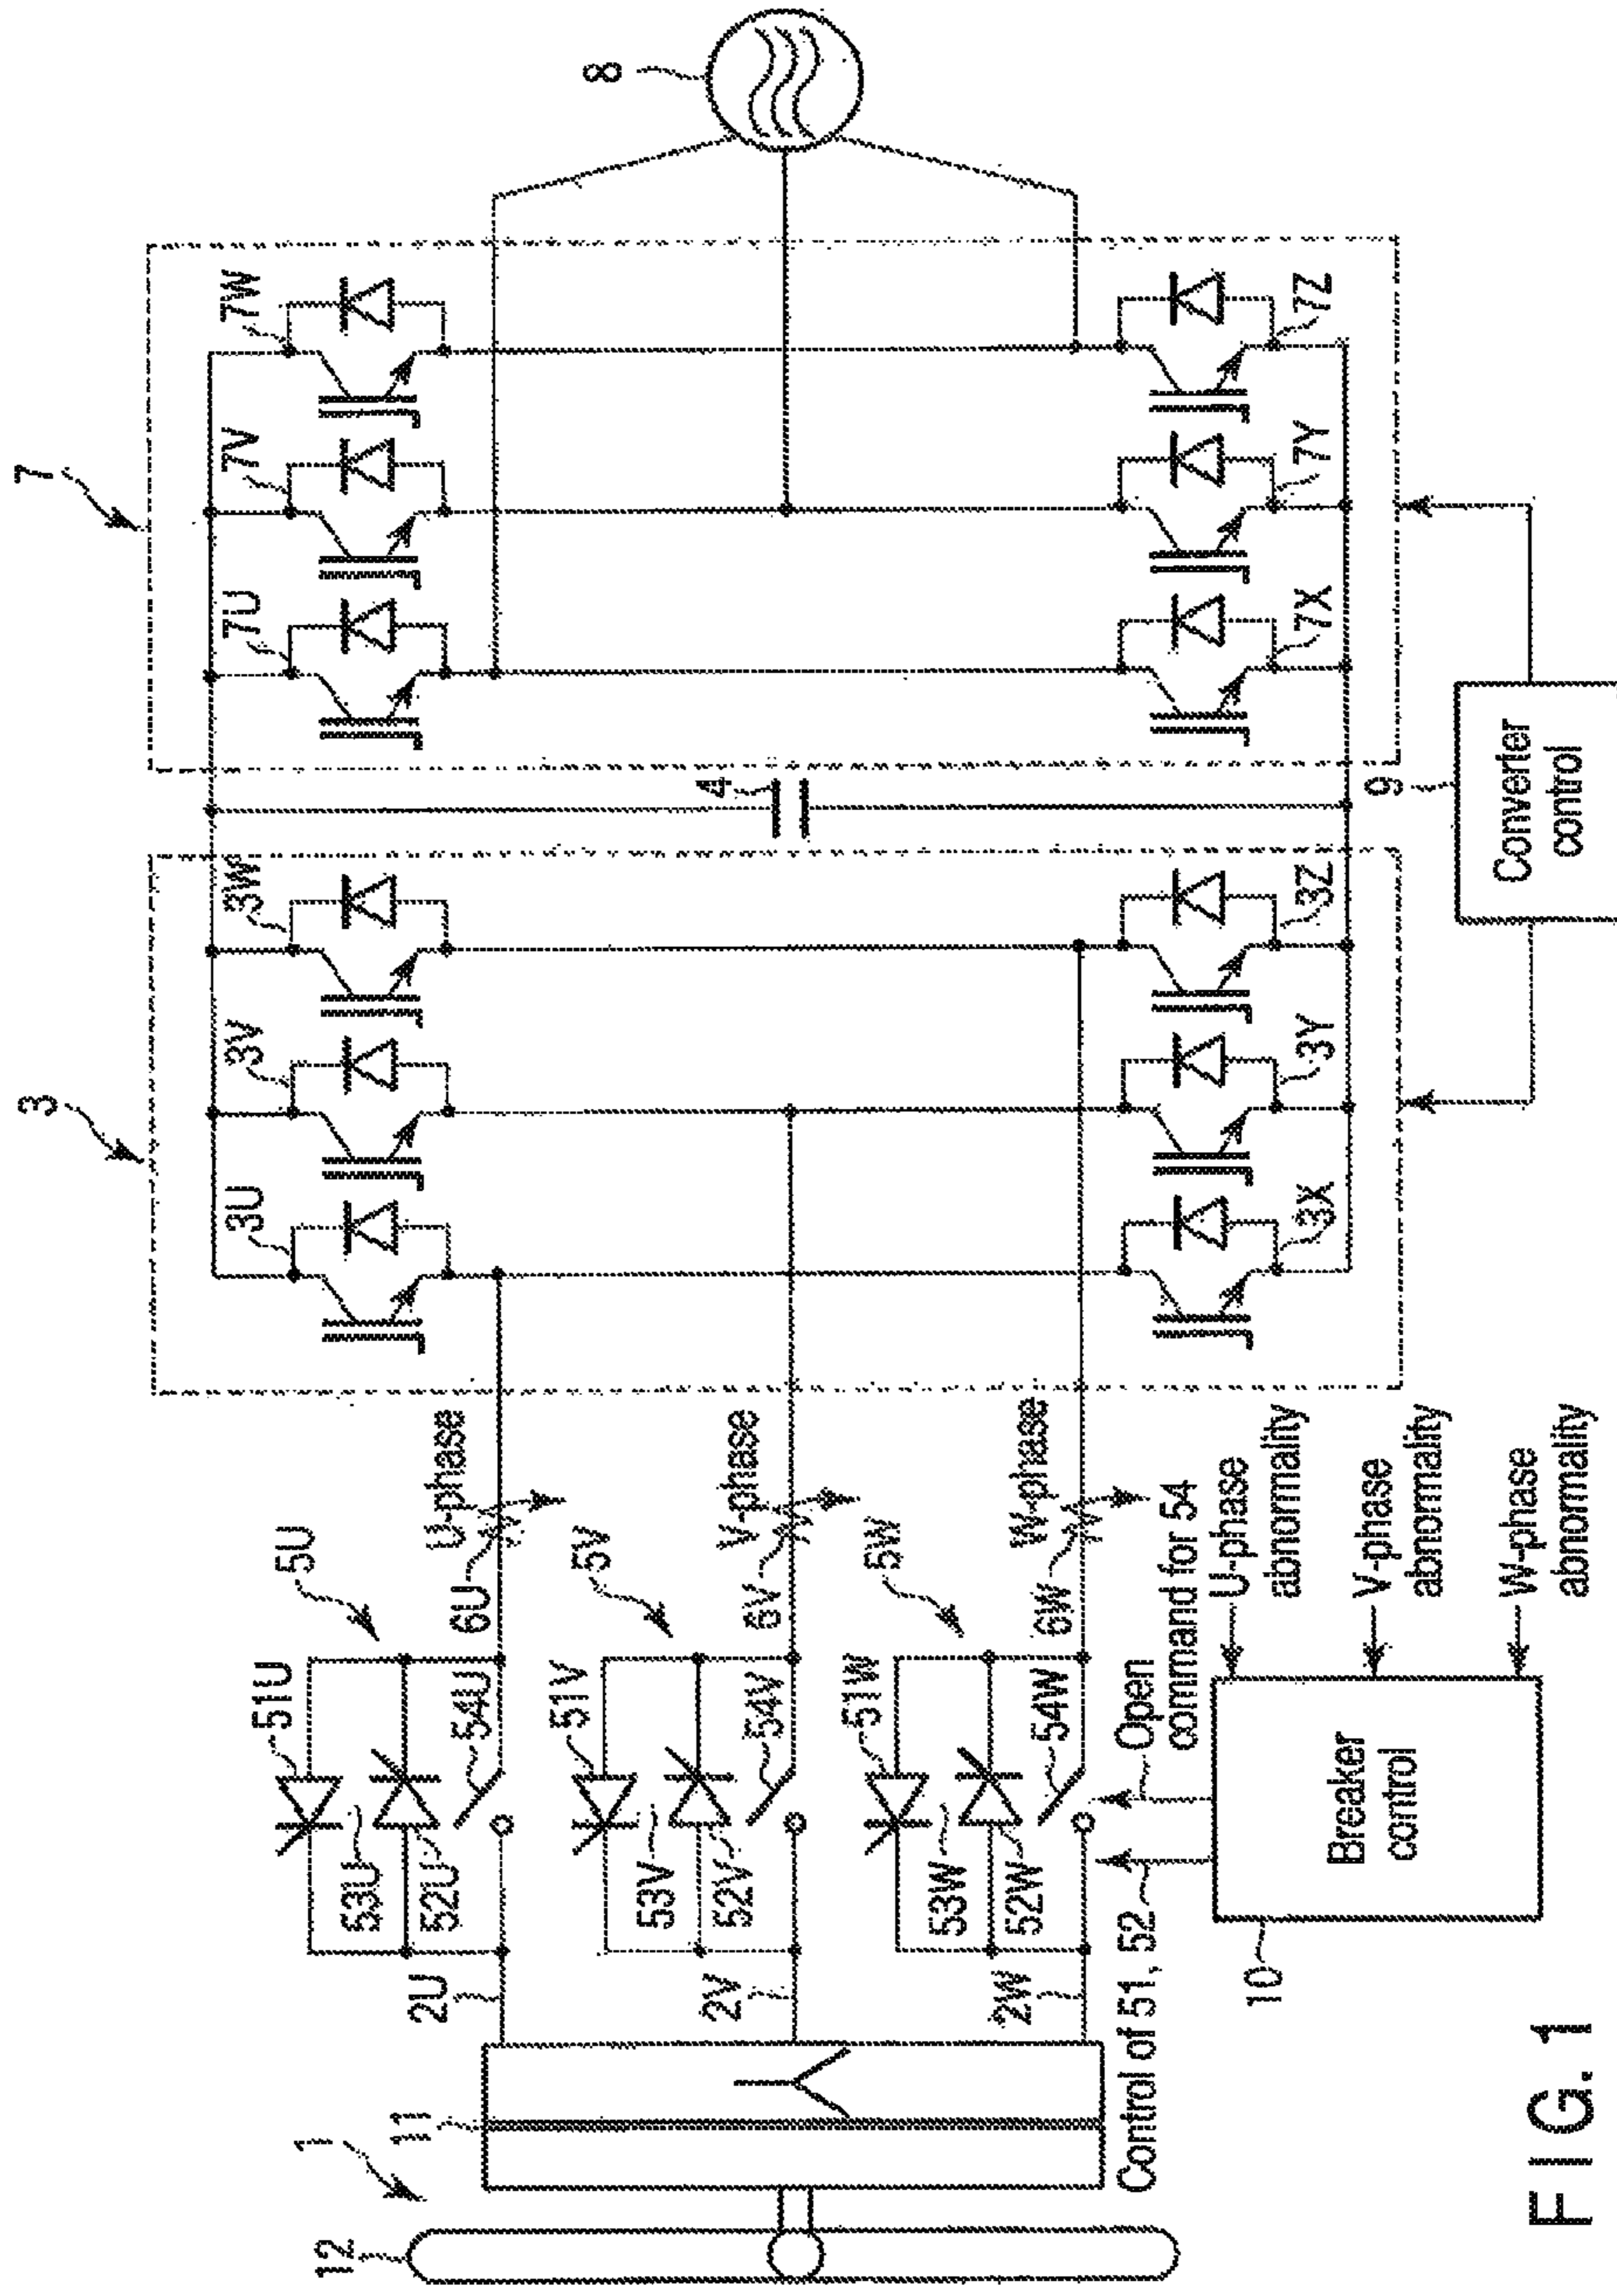 8
7
7U
7V
7W
7X
7Y
7Z
4
3
3U
3V
3W
3X
3Y
3Z
9
Converter
control
U-phase
V-phase
W-phase
6U
6V
6W
5U
5V
5W
51U
52U
53U
54U
51V
52V
53V
54V
51W
52W
53W
54W
2U
2V
2W
1
11
12
Control of 51, 52
Open
command for 54
U-phase
abnormality
V-phase
abnormality
W-phase
abnormality
Breaker
control
10
FIG. 1